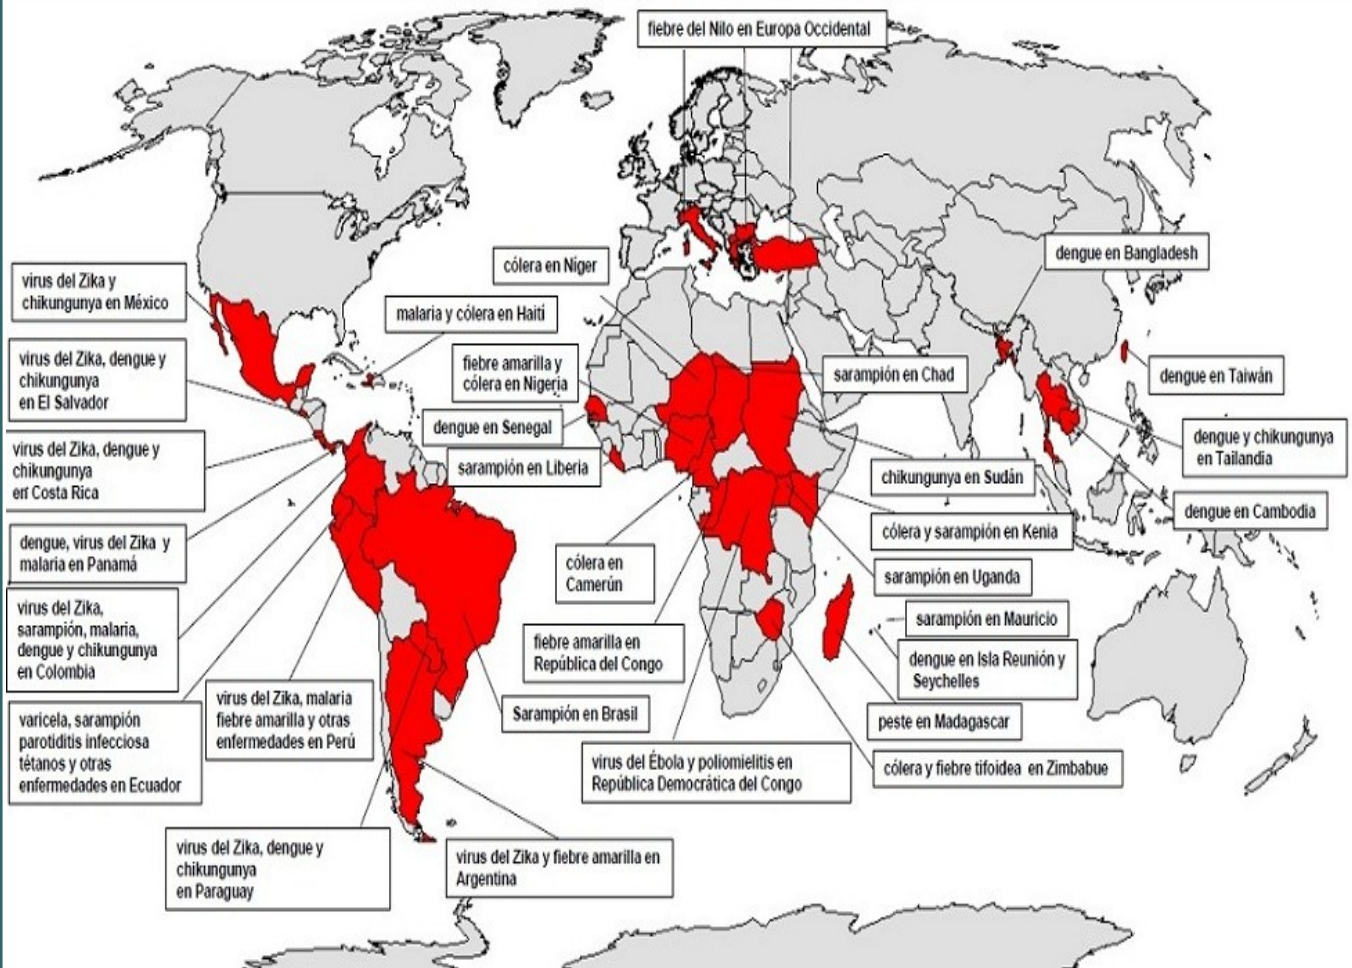 fiebre del Nilo en Europa Occidental
cólera en Níger
dengue en Bangladesh
virus del Zika y
chikungunya en México
malaria y cólera en Haití
virus del Zika, dengue y
chikungunya
en El Salvador
fiebre amarilla y
cólera en Nigeria
sarampión en Chad
dengue en Taiwán
dengue en Senegal
virus del Zika, dengue y
chikungunya
en Costa Rica
sarampión en Liberia
dengue y chikungunya
en Tailandia
chikungunya en Sudán
dengue en Cambodia
dengue, virus del Zika y
malaria en Panamá
cólera y sarampión en Kenia
cólera en
Camerún
sarampión en Uganda
virus del Zika,
sarampión, malaria,
dengue y chikungunya
en Colombia
sarampión en Mauricio
fiebre amarilla en
República del Congo
dengue en Isla Reunión y
Seychelles
virus del Zika, malaria
fiebre amarilla y otras
enfermedades en Perú
Sarampión en Brasil
peste en Madagascar
varicela, sarampión
parotiditis infecciosa
tétanos y otras
enfermedades en Ecuador
virus del Ébola y poliomielitis en
República Democrática del Congo
cólera y fiebre tifoidea en Zimbabue
virus del Zika, dengue y
chikungunya
en Paraguay
virus del Zika y fiebre amarilla en
Argentina